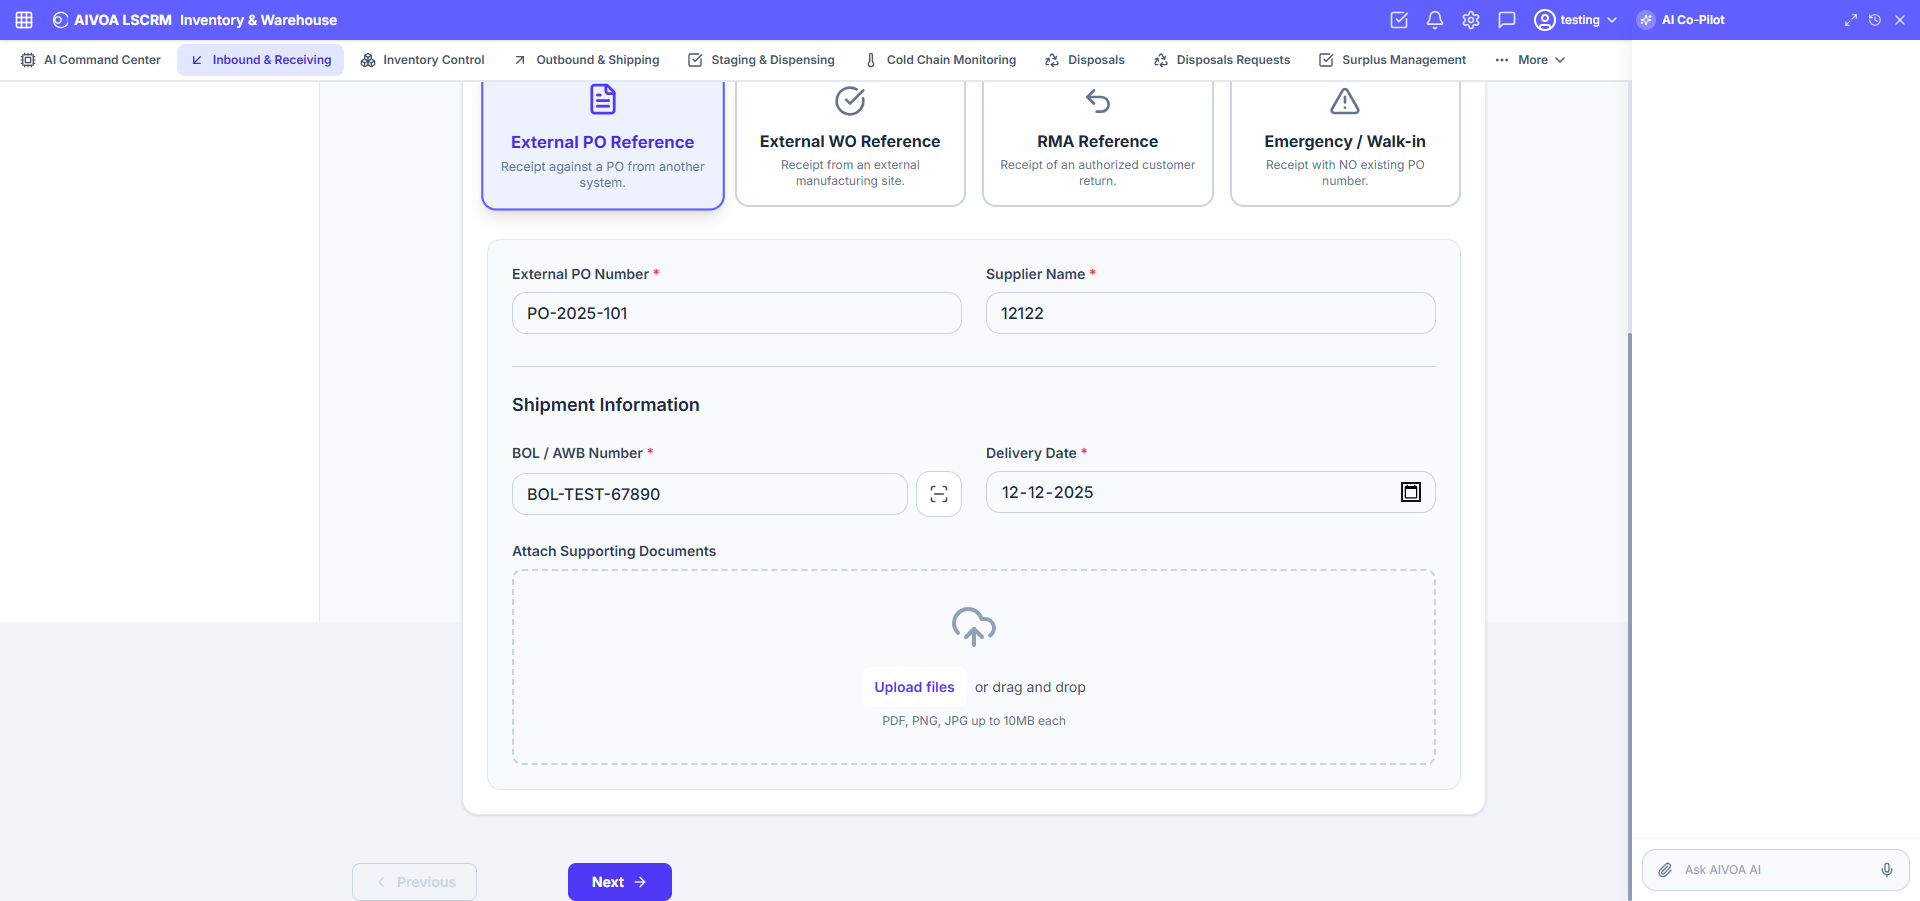 AIVOA LSCRM Inventory & Warehouse
testing
AI Co-Pilot
AI Command Center
Inbound & Receiving
Inventory Control
Outbound & Shipping
Staging & Dispensing
Cold Chain Monitoring
Disposals
Disposals Requests
Surplus Management
More
External PO Reference
Receipt against a PO from another
system.
External WO Reference
Receipt from an external
manufacturing site.
RMA Reference
Receipt of an authorized customer
return.
Emergency / Walk-in
Receipt with NO existing PO
number.
External PO Number *
PO-2025-101
Supplier Name *
12122
Shipment Information
BOL / AWB Number *
BOL-TEST-67890
Delivery Date *
12-12-2025
Attach Supporting Documents
Upload files or drag and drop
PDF, PNG, JPG up to 10MB each
Previous
Next
Ask AIVOA AI